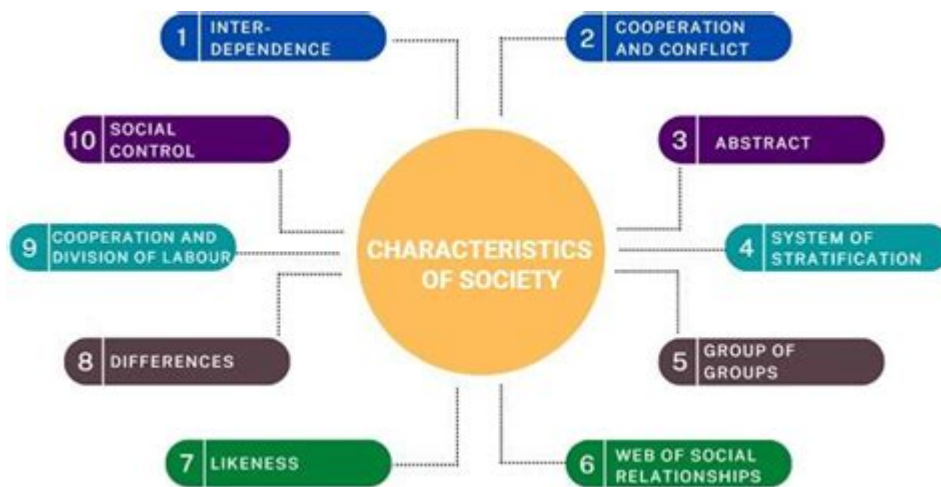 1 INTER-
DEPENDENCE
2 COOPERATION
AND CONFLICT
10 SOCIAL
CONTROL
3 ABSTRACT
CHARACTERISTICS
OF SOCIETY
9 COOPERATION AND
DIVISION OF LABOUR
4 SYSTEM OF
STRATIFICATION
8 DIFFERENCES
5 GROUP OF
GROUPS
7 LIKENESS
6 WEB OF SOCIAL
RELATIONSHIPS